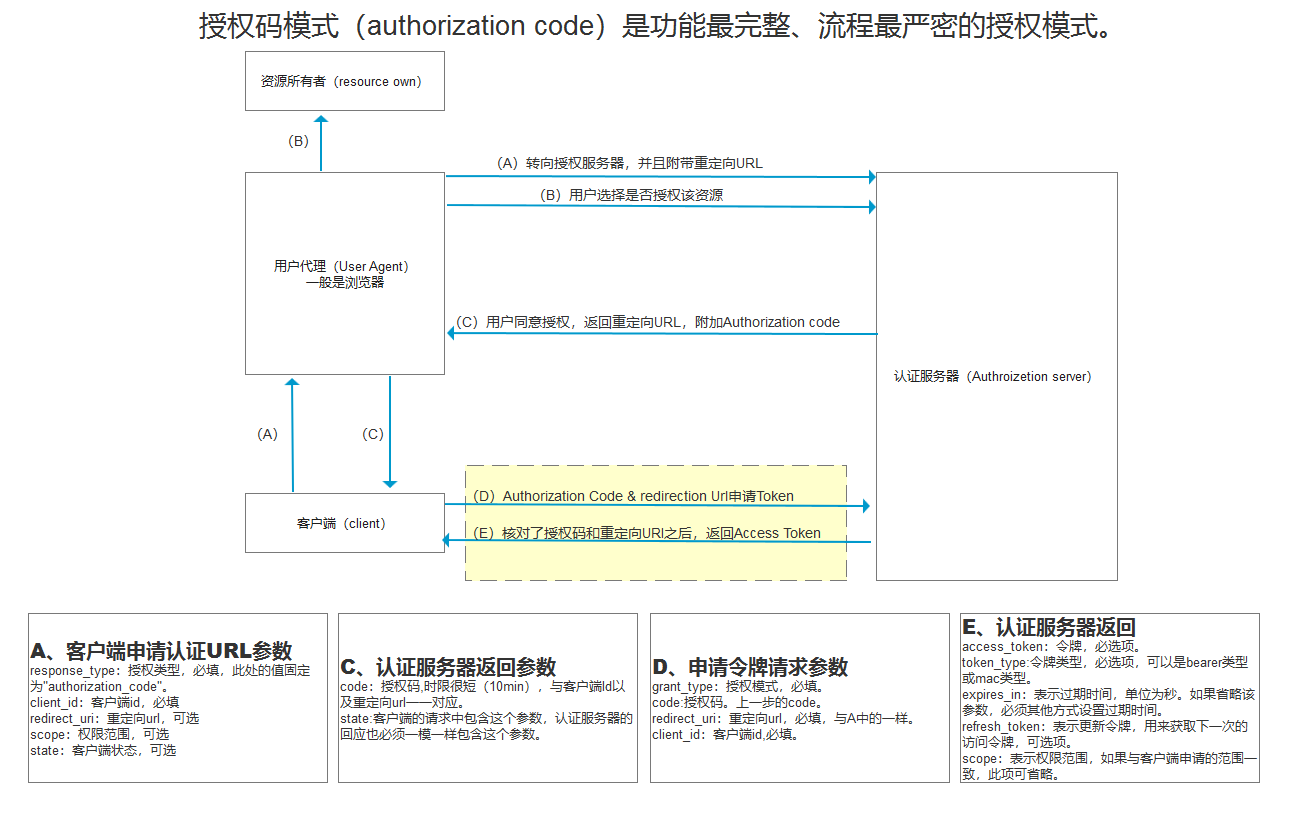 授权码模式（authorization code）是功能最完整、流程最严密的授权模式。
资源所有者（resource own）
（B）
（A）转向授权服务器，并且附带重定向URL
（B）用户选择是否授权该资源
用户代理（User Agent）
一般是浏览器
（C）用户同意授权，返回重定向URL，附加Authorization code
认证服务器（Authroizetion server）
（A）
（C）
（D）Authorization Code & redirection Url申请Token
客户端（client）
（E）核对了授权码和重定向URl之后，返回Access Token
A、客户端申请认证URL参数
response_type：授权类型，必填，此处的值固定
为"authorization_code"。
client_id：客户端id，必填
redirect_uri：重定向url，可选
scope：权限范围，可选
state：客户端状态，可选
C、认证服务器返回参数
code：授权码,时限很短（10min），与客户端Id以
及重定向url一一对应。
state:客户端的请求中包含这个参数，认证服务器的
回应也必须一模一样包含这个参数。
D、申请令牌请求参数
grant_type：授权模式，必填。
code:授权码。上一步的code。
redirect_uri：重定向url，必填，与A中的一样。
client_id：客户端id,必填。
E、认证服务器返回
access_token：令牌，必选项。
token_type:令牌类型，必选项，可以是bearer类型
或mac类型。
expires_in：表示过期时间，单位为秒。如果省略该
参数，必须其他方式设置过期时间。
refresh_token：表示更新令牌，用来获取下一次的
访问令牌，可选项。
scope：表示权限范围，如果与客户端申请的范围一
致，此项可省略。